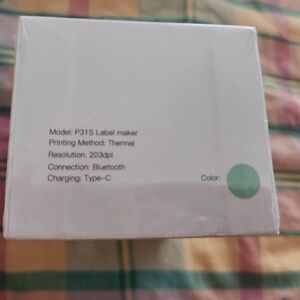 Model: P31S Label maker
Printing Method: Thermal
Resolution: 203dpi
Connection: Bluetooth
Charging: Type-C Color: